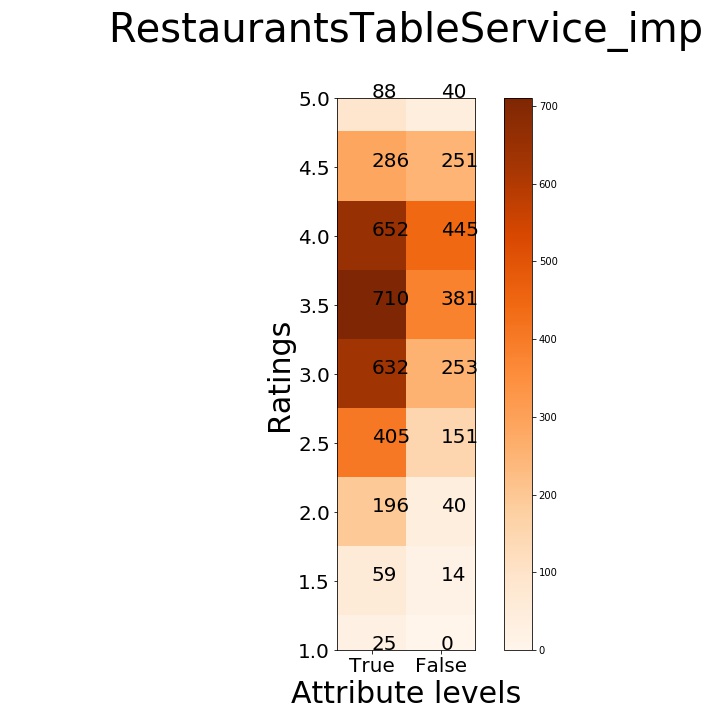 RestaurantsTableService_imp
5.0 88 40 700
4.5 286 251 600
4.0 652 445 500
3.5 710 381 400
3.0 632 253 300
2.5 405 151 200
2.0 196 40 100
1.5 59 14
1.0 25 0 0
True False
Ratings
Attribute levels